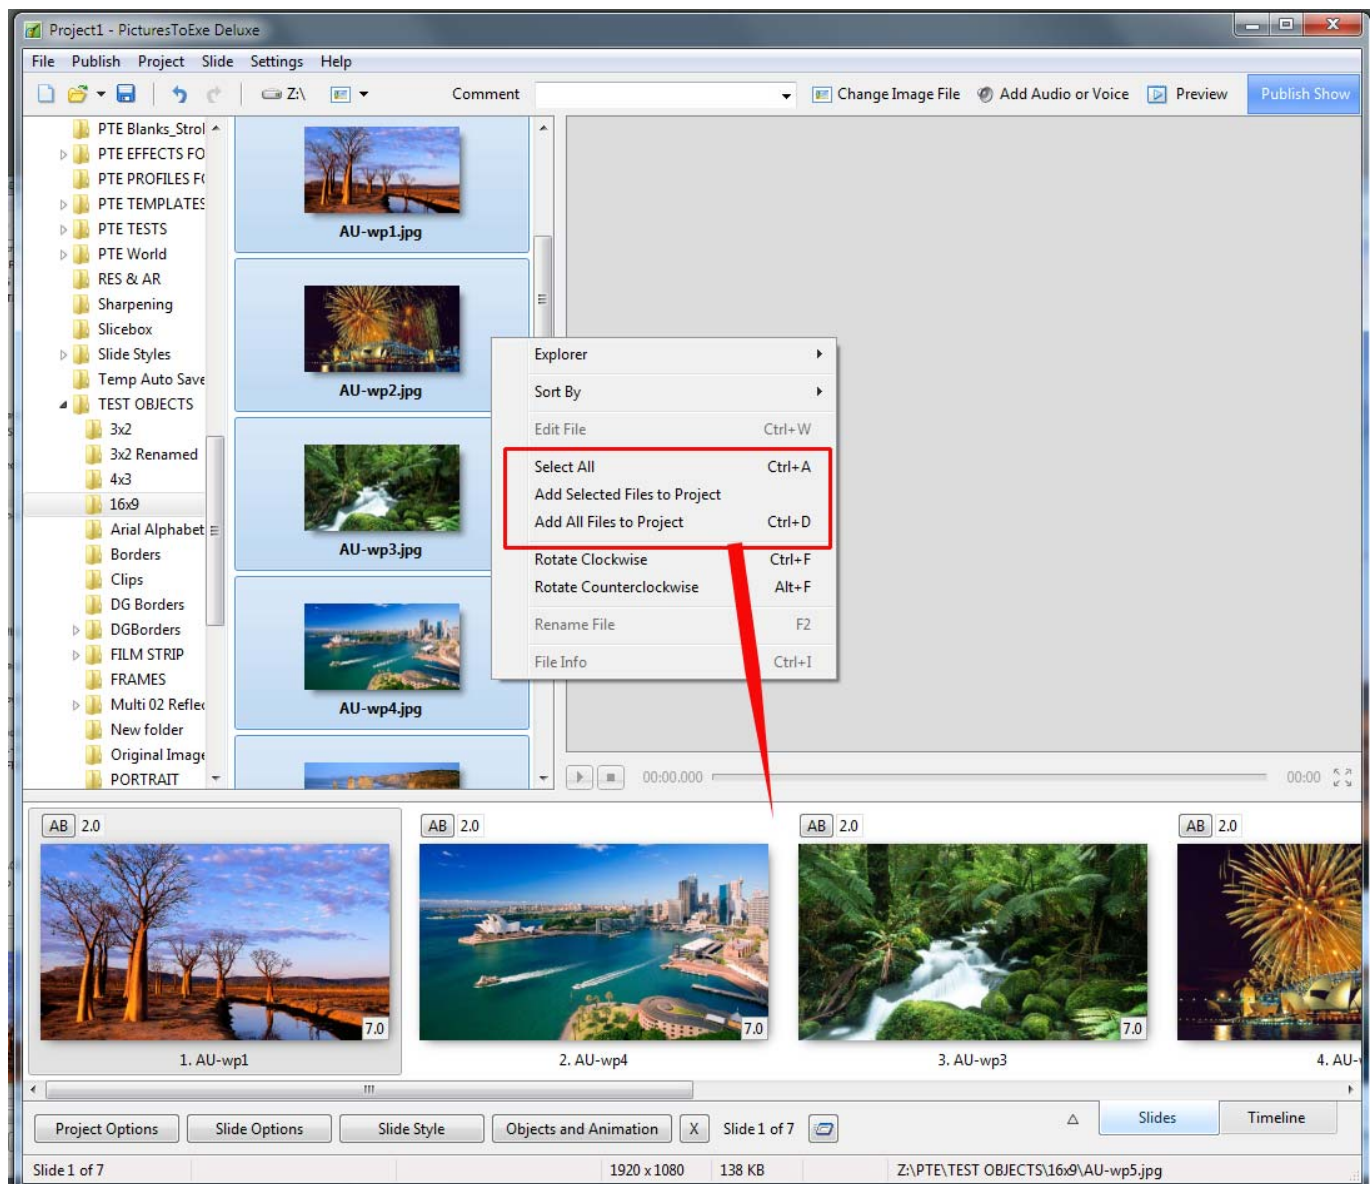 Project1 - PicturesToExe Deluxe
File Publish Project Slide Settings Help
Z:\ Comment Change Image File Add Audio or Voice Preview Publish Show
PTE Blanks_Strol
PTE EFFECTS FO
PTE PROFILES F
PTE TEMPLATES
PTE TESTS
PTE World
RES & AR
Sharpening
Slicebox
Slide Styles
Temp Auto Save
TEST OBJECTS
3x2
3x2 Renamed
4x3
16x9
Arial Alphabet
Borders
Clips
DG Borders
DGBorders
FILM STRIP
FRAMES
Multi 02 Reflec
New folder
Original Image
PORTRAIT
AU-wp1.jpg
AU-wp2.jpg
AU-wp3.jpg
AU-wp4.jpg
Explorer
Sort By
Edit File Ctrl+W
Select All Ctrl+A
Add Selected Files to Project
Add All Files to Project Ctrl+D
Rotate Clockwise Ctrl+F
Rotate Counterclockwise Alt+F
Rename File F2
File Info Ctrl+I
00:00.000 00:00
AB 2.0 AB 2.0 AB 2.0 AB 2.0
7.0 7.0 7.0
1. AU-wp1 2. AU-wp4 3. AU-wp3 4. AU-
Project Options Slide Options Slide Style Objects and Animation X Slide 1 of 7 Slides Timeline
Slide 1 of 7 1920 x 1080 138 KB Z:\PTE\TEST OBJECTS\16x9\AU-wp5.jpg